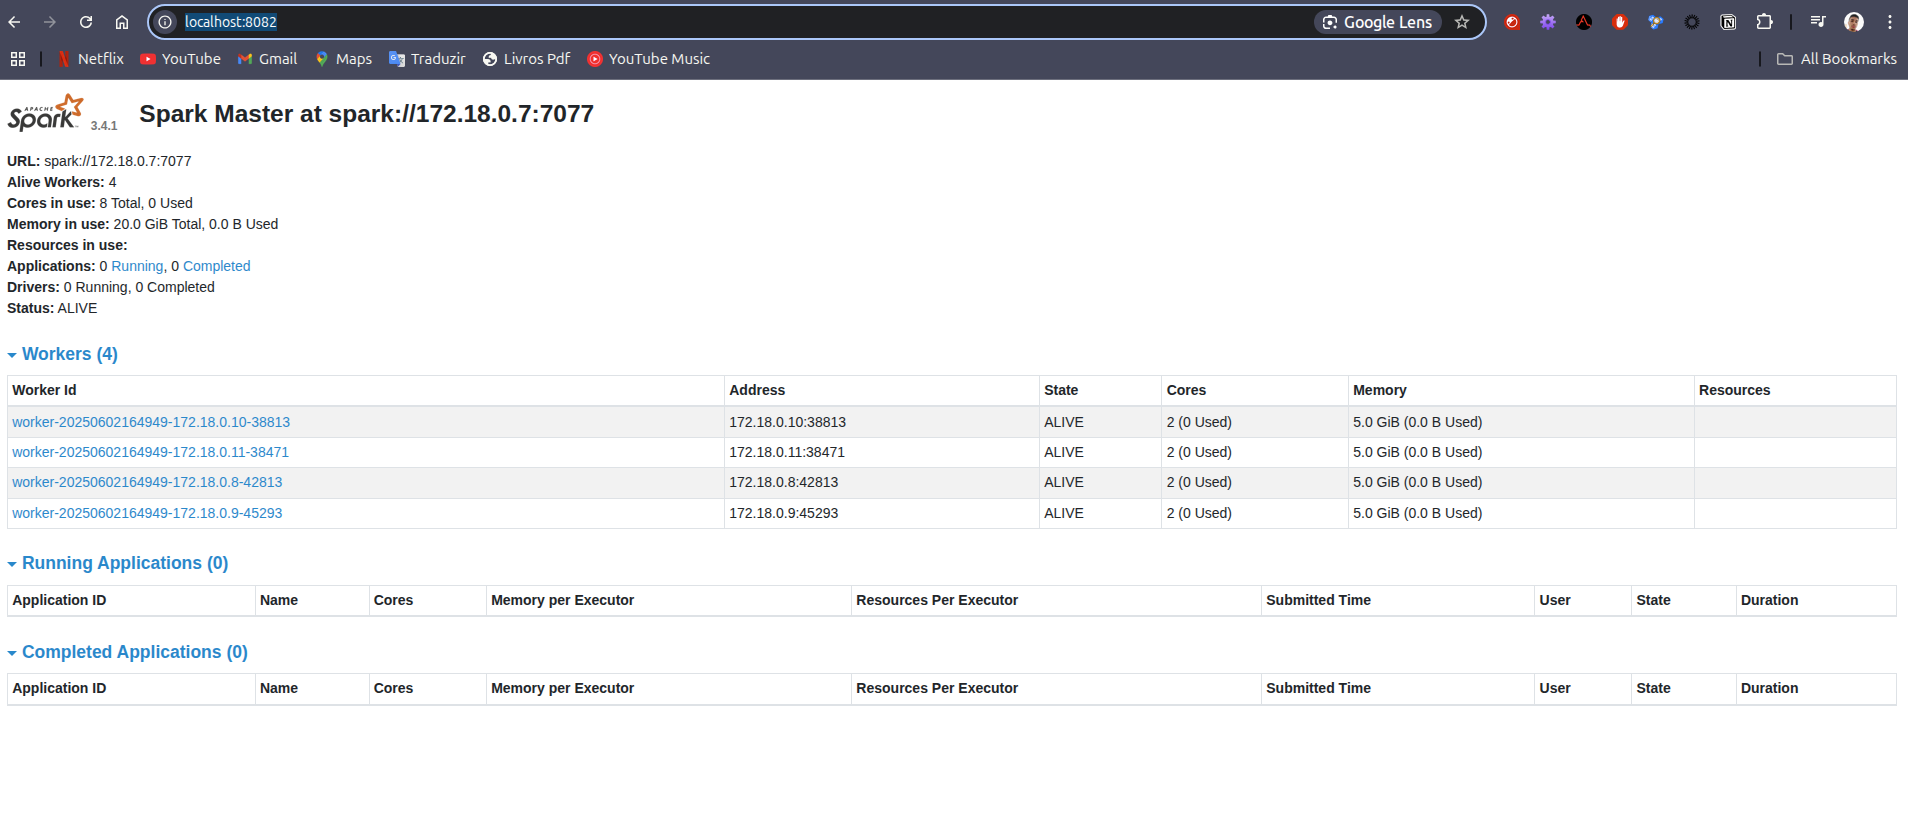 localhost:8082 Google Lens
Netflix YouTube Gmail Maps Traduzir Livros Pdf YouTube Music All Bookmarks
APACHE Spark 3.4.1 Spark Master at spark://172.18.0.7:7077
URL: spark://172.18.0.7:7077
Alive Workers: 4
Cores in use: 8 Total, 0 Used
Memory in use: 20.0 GiB Total, 0.0 B Used
Resources in use:
Applications: 0 Running, 0 Completed
Drivers: 0 Running, 0 Completed
Status: ALIVE
Workers (4)
Worker Id Address State Cores Memory Resources
worker-20250602164949-172.18.0.10-38813 172.18.0.10:38813 ALIVE 2 (0 Used) 5.0 GiB (0.0 B Used)
worker-20250602164949-172.18.0.11-38471 172.18.0.11:38471 ALIVE 2 (0 Used) 5.0 GiB (0.0 B Used)
worker-20250602164949-172.18.0.8-42813 172.18.0.8:42813 ALIVE 2 (0 Used) 5.0 GiB (0.0 B Used)
worker-20250602164949-172.18.0.9-45293 172.18.0.9:45293 ALIVE 2 (0 Used) 5.0 GiB (0.0 B Used)
Running Applications (0)
Application ID Name Cores Memory per Executor Resources Per Executor Submitted Time User State Duration
Completed Applications (0)
Application ID Name Cores Memory per Executor Resources Per Executor Submitted Time User State Duration